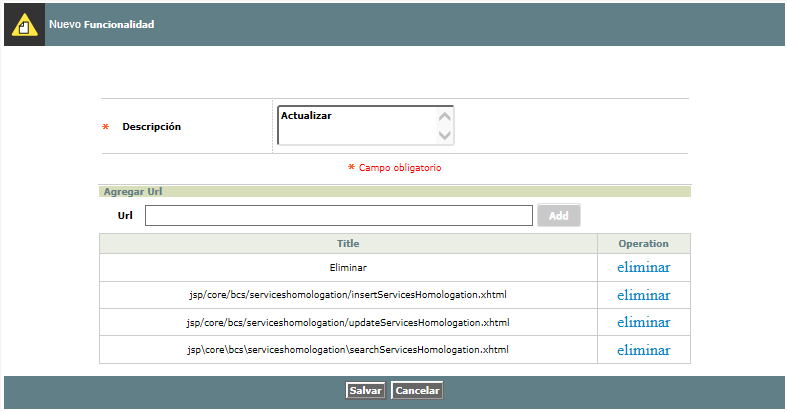 Nuevo Funcionalidad
* Descripción Actualizar
* Campo obligatorio
Agregar Url
Url Add
Title Operation
Eliminar eliminar
jsp/core/bcs/serviceshomologation/insertServicesHomologation.xhtml eliminar
jsp/core/bcs/serviceshomologation/updateServicesHomologation.xhtml eliminar
jsp\core\bcs\serviceshomologation\searchServicesHomologation.xhtml eliminar
Salvar Cancelar